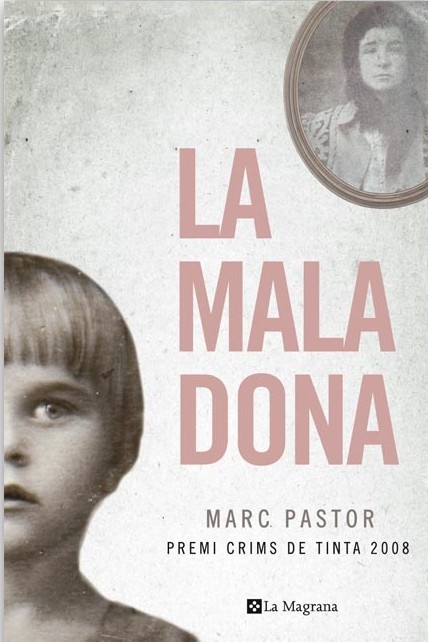 LA
MALA
DONA
MARC PASTOR
PREMI CRIMS DE TINTA 2008
La Magrana